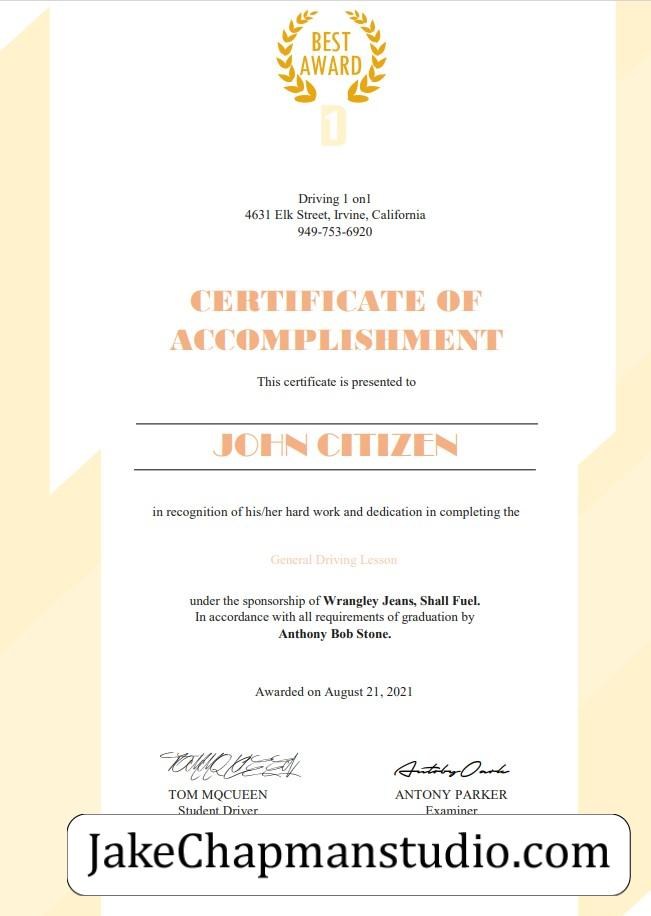 BEST
AWARD
D1
Driving 1 on1
4631 Elk Street, Irvine, California
949-753-6920
CERTIFICATE OF
ACCOMPLISHMENT
This certificate is presented to
JOHN CITIZEN
in recognition of his/her hard work and dedication in completing the
General Driving Lesson
under the sponsorship of Wrangley Jeans, Shall Fuel.
In accordance with all requirements of graduation by
Anthony Bob Stone.
Awarded on August 21, 2021
TOM MQCUEEN
TOM MQCUEEN ANTONY PARKER
Student Driver Examiner
JakeChapmanstudio.com